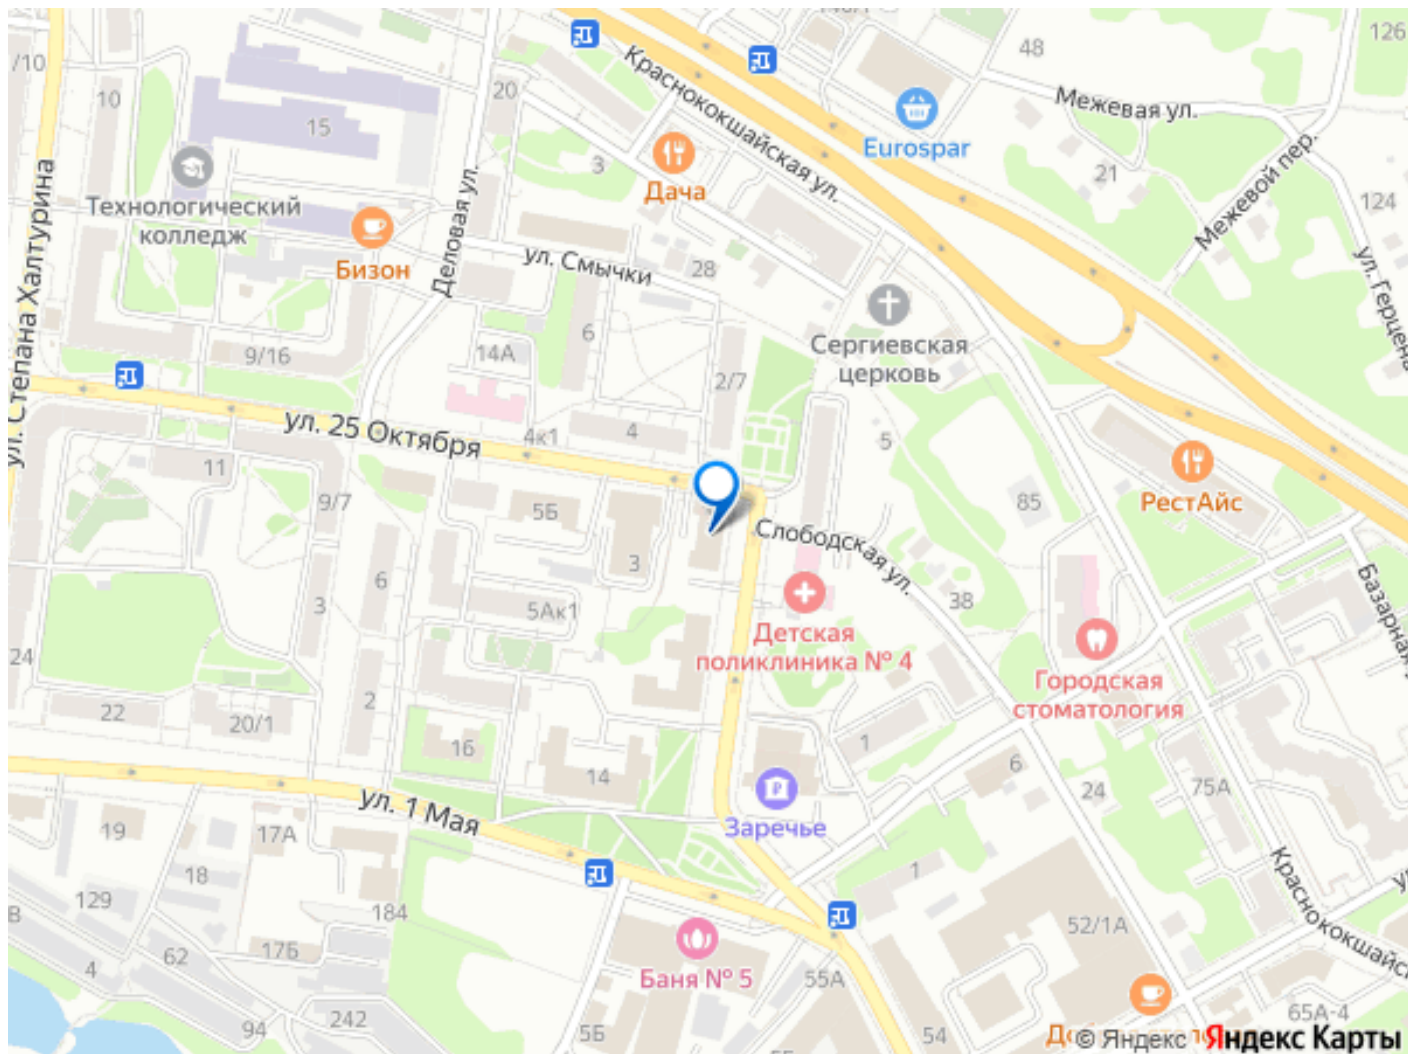 126
48
/10
Краснококшайская ул.
10
20
Межевая ул.
15
Eurospar
3
21
Межевой пер.
Дача
124
Технологический
колледж
Деловая ул.
ул. Степана Халтурина
Бизон
ул. Смычки
28
ул. Герцена
6
Сергиевская
церковь
9/16
14А
2/7
ул. 25 Октября
4к1
4
5
11
РестАйс
9/7
5Б
85
Слободская ул.
3
6
38
3
5Ак1
Базарная
Детская
поликлиника № 4
24
Городская
стоматология
2
22
20/1
16
1
6
14
24
75А
ул. 1 Мая
Заречье
19
17А
18
1
Краснококшайс
129
184
52/1А
17Б
62
4
Баня № 5
55А
242
94
5Б
54
65А-4
© Яндекс Яндекс Карты